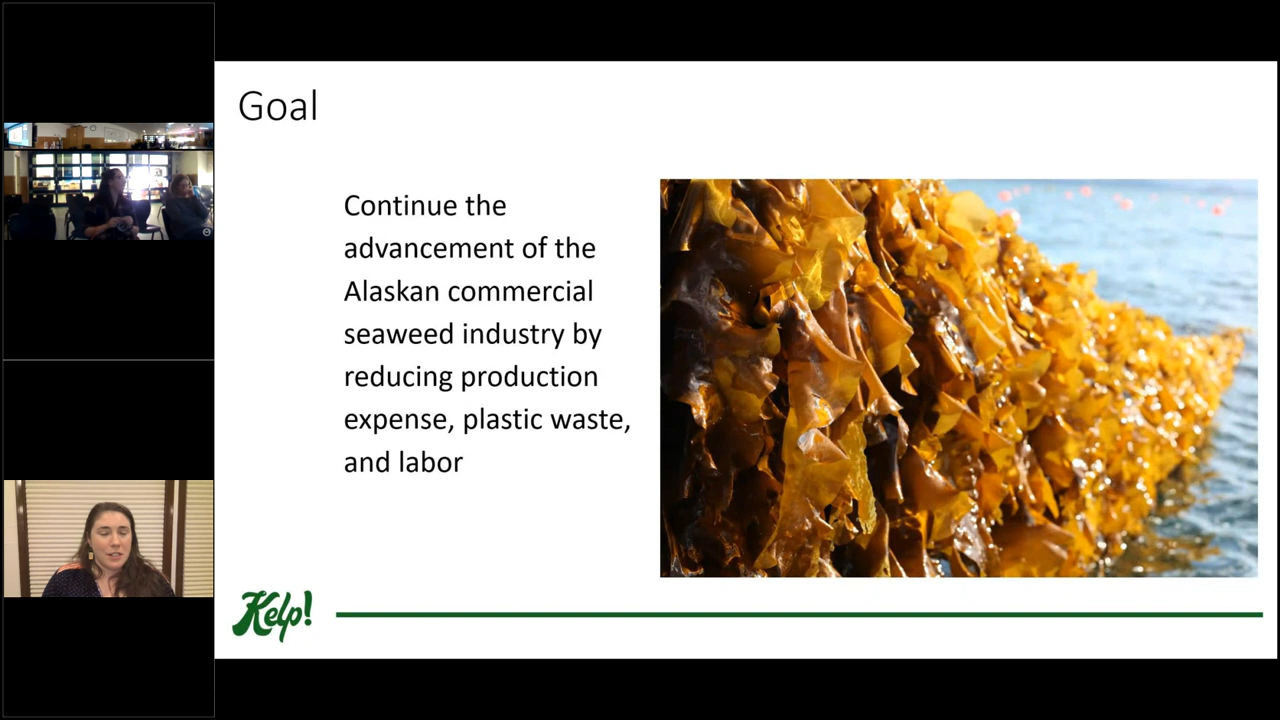 Goal
Continue the
advancement of the
Alaskan commercial
seaweed industry by
reducing production
expense, plastic waste,
and labor
Kelp!